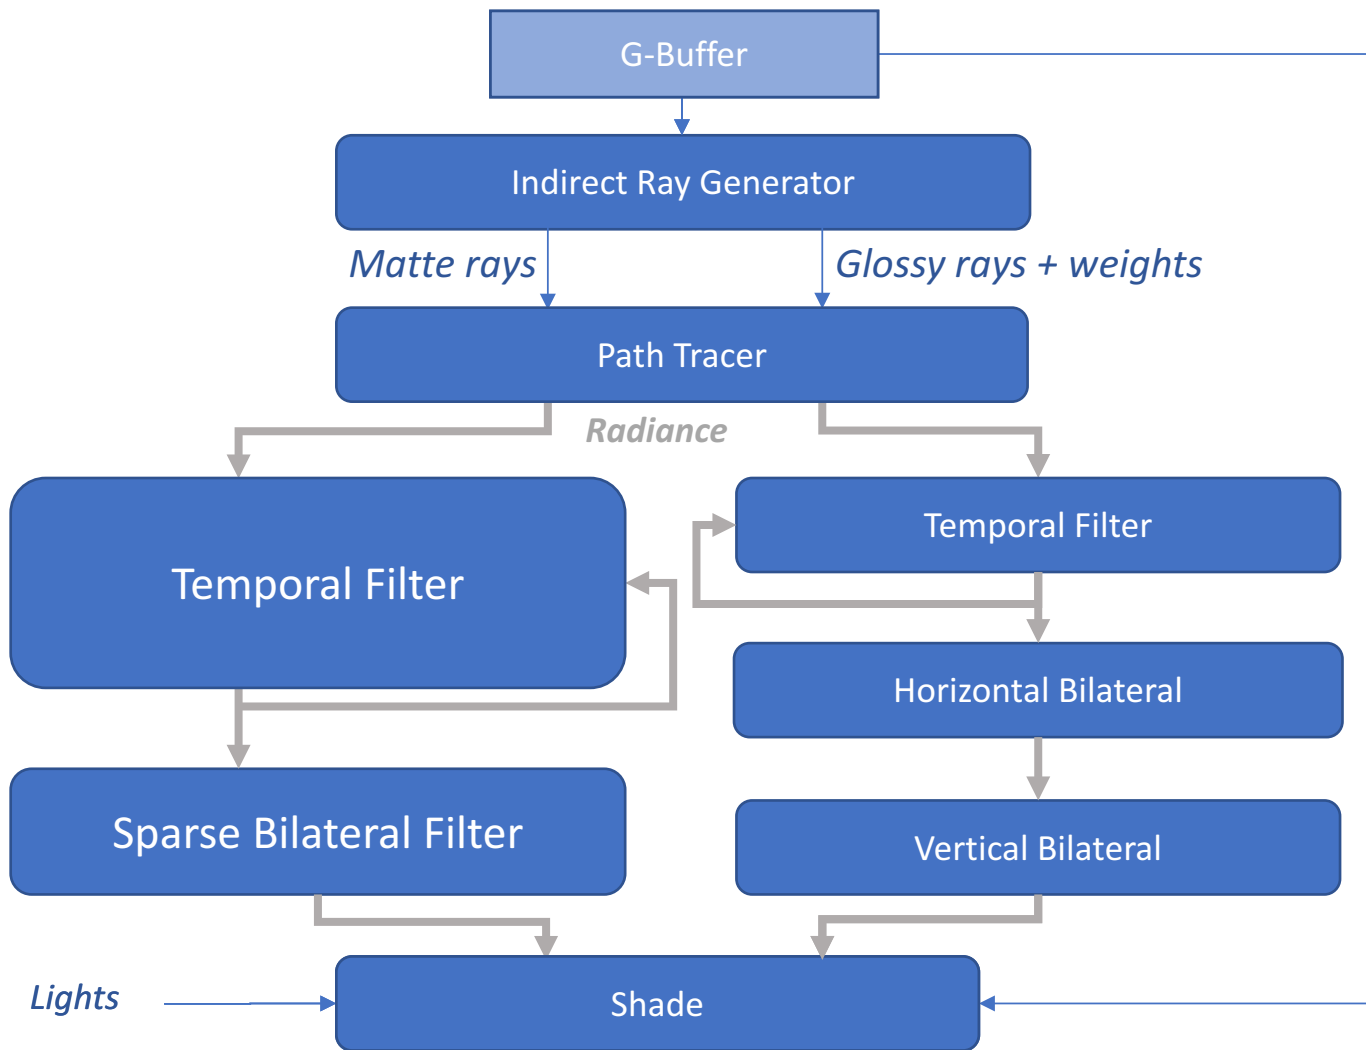 G-Buffer
Indirect Ray Generator
Matte rays
Glossy rays + weights
Path Tracer
Radiance
Temporal Filter
Temporal Filter
Horizontal Bilateral
Sparse Bilateral Filter
Vertical Bilateral
Lights
Shade